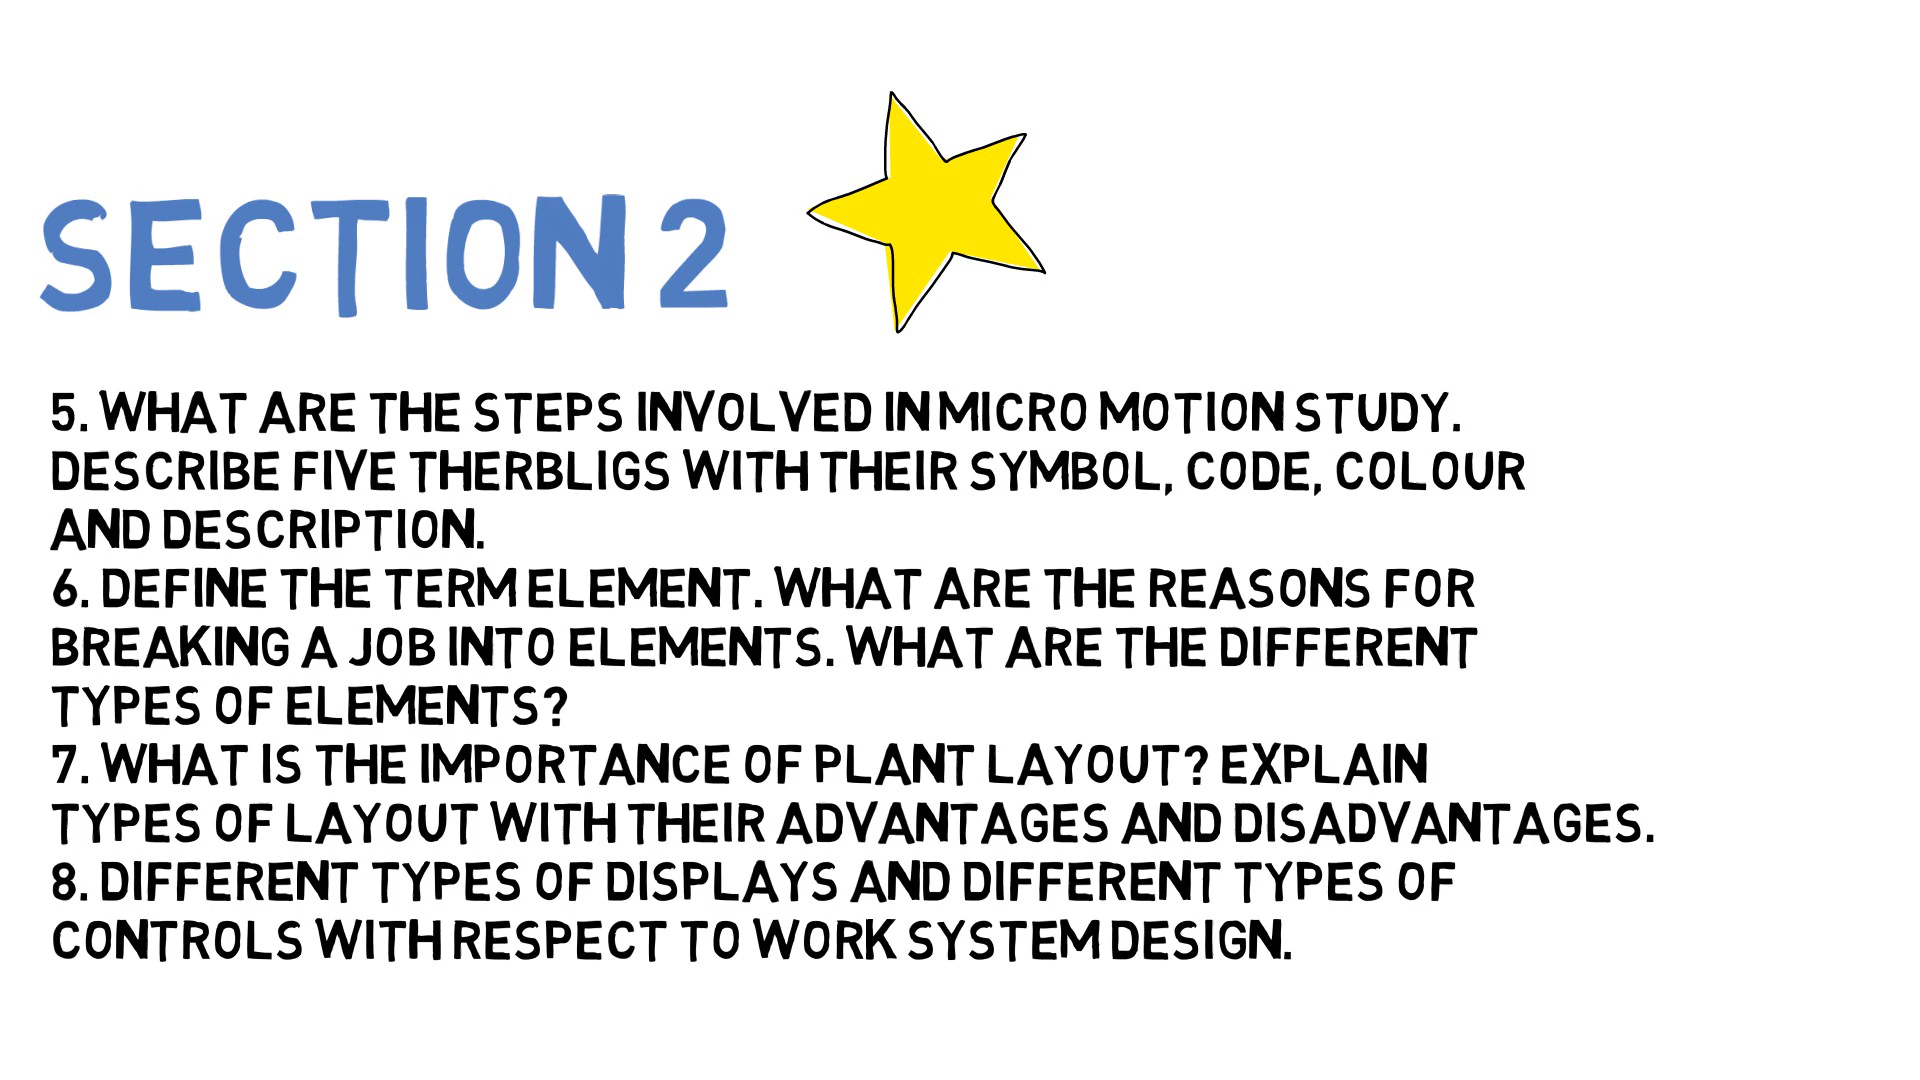 SECTION 2
5. WHAT ARE THE STEPS INVOLVED IN MICRO MOTION STUDY.
DESCRIBE FIVE THERBLIGS WITH THEIR SYMBOL, CODE, COLOUR
AND DESCRIPTION.
6. DEFINE THE TERM ELEMENT. WHAT ARE THE REASONS FOR
BREAKING A JOB INTO ELEMENTS. WHAT ARE THE DIFFERENT
TYPES OF ELEMENTS?
7. WHAT IS THE IMPORTANCE OF PLANT LAYOUT? EXPLAIN
TYPES OF LAYOUT WITH THEIR ADVANTAGES AND DISADVANTAGES.
8. DIFFERENT TYPES OF DISPLAYS AND DIFFERENT TYPES OF
CONTROLS WITH RESPECT TO WORK SYSTEM DESIGN.